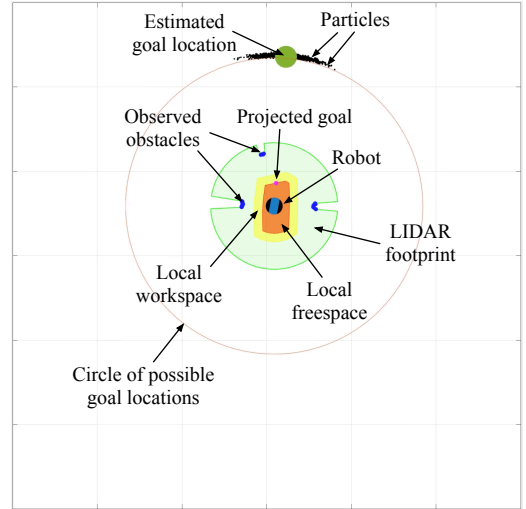 Estimated
goal location
Particles
Observed
obstacles
Projected goal
Robot
LIDAR
footprint
Local
workspace
Local
freespace
Circle of possible
goal locations